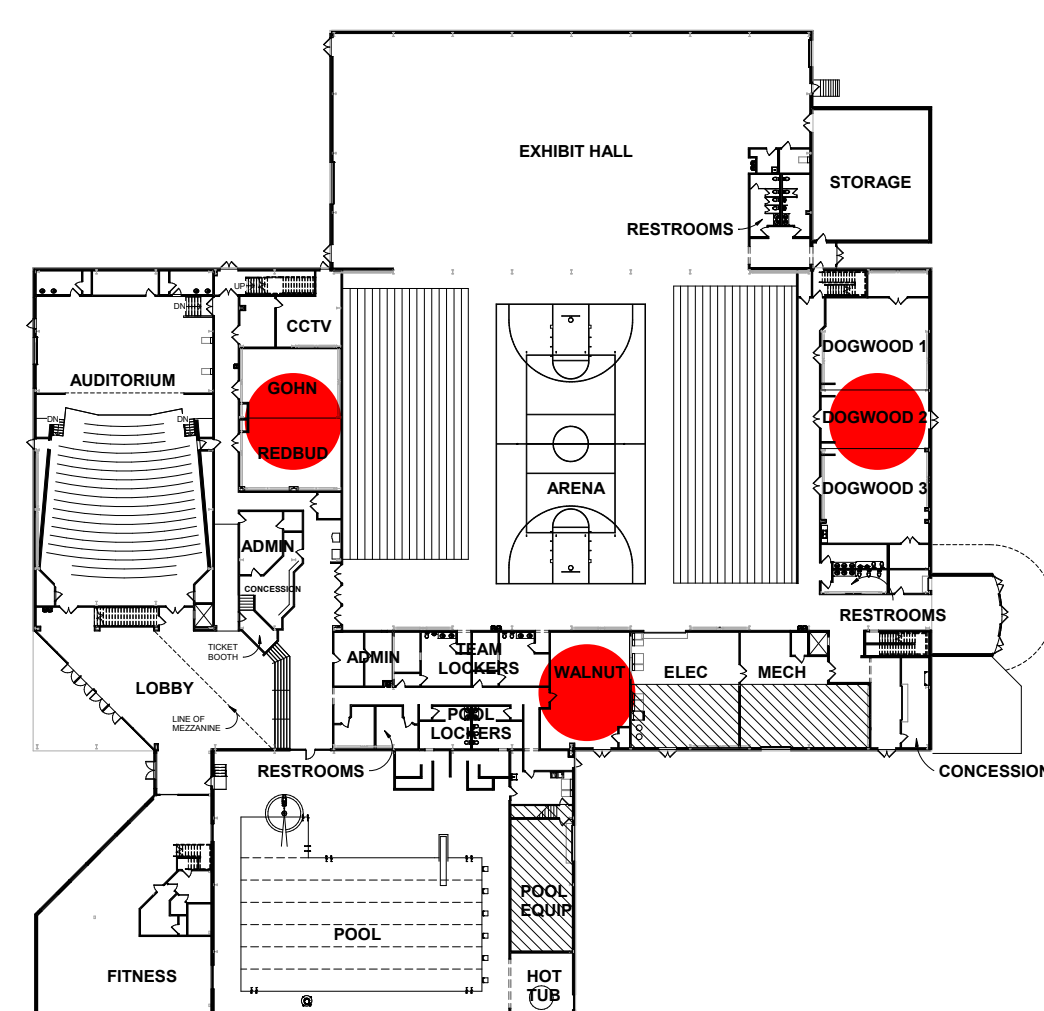 EXHIBIT HALL
STORAGE
RESTROOMS
UP
DN
CCTV
DOGWOOD 1
AUDITORIUM
GOHN
DN
DN
DOGWOOD 2
REDBUD
ARENA
DOGWOOD 3
ADMIN
CONCESSION
RESTROOMS
TICKET
BOOTH
ADMIN
TEAM
LOCKERS
WALNUT
ELEC
MECH
LOBBY
LINE OF
MEZZANINE
POOL
LOCKERS
RESTROOMS
CONCESSION
POOL
EQUIP
POOL
FITNESS
HOT
TUB